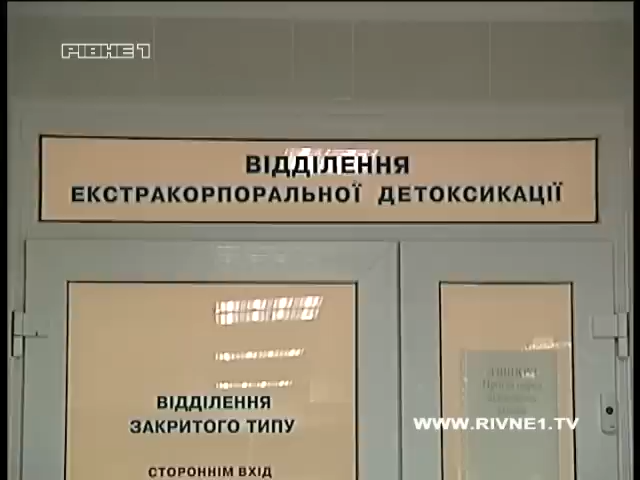 РІВНЕ 1
ВІДДІЛЕННЯ
ЕКСТРАКОРПОРАЛЬНОЇ ДЕТОКСИКАЦІЇ
ВІДДІЛЕННЯ
ЗАКРИТОГО ТИПУ
СТОРОННІМ ВХІД
WWW.RIVNE1.TV